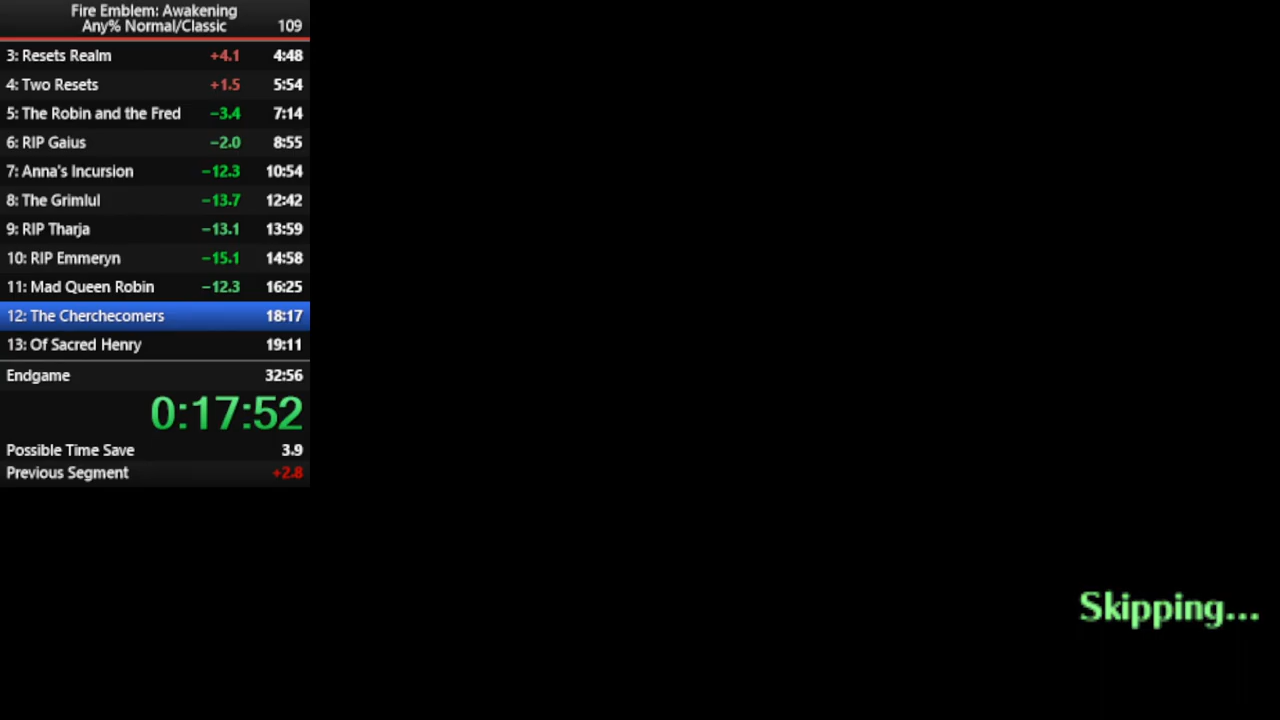 Fire Emblem: Awakening
Any% Normal/Classic 109
3: Resets Realm +4.1 4:48
4: Two Resets +1.5 5:54
5: The Robin and the Fred −3.4 7:14
6: RIP Gaius −2.0 8:55
7: Anna's Incursion −12.3 10:54
8: The Grimlul −13.7 12:42
9: RIP Tharja −13.1 13:59
10: RIP Emmeryn −15.1 14:58
11: Mad Queen Robin −12.3 16:25
12: The Cherchecomers 18:17
13: Of Sacred Henry 19:11
Endgame 32:56
0:17:52
Possible Time Save 3.9
Previous Segment +2.8
Skipping...